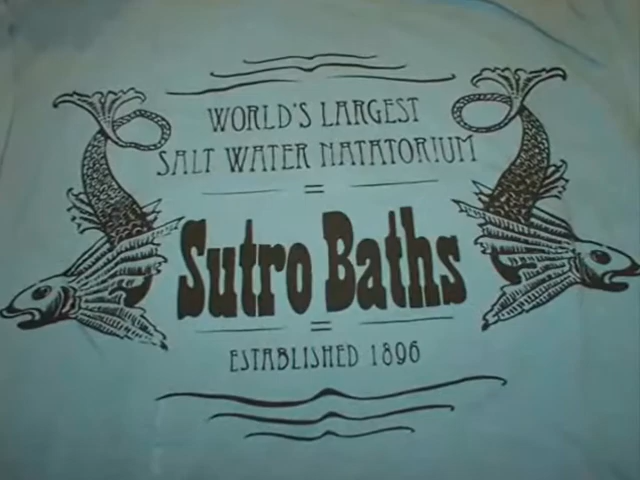 WORLD'S LARGEST
SALT WATER NATATORIUM
=
Sutro Baths
=
ESTABLISHED 1896